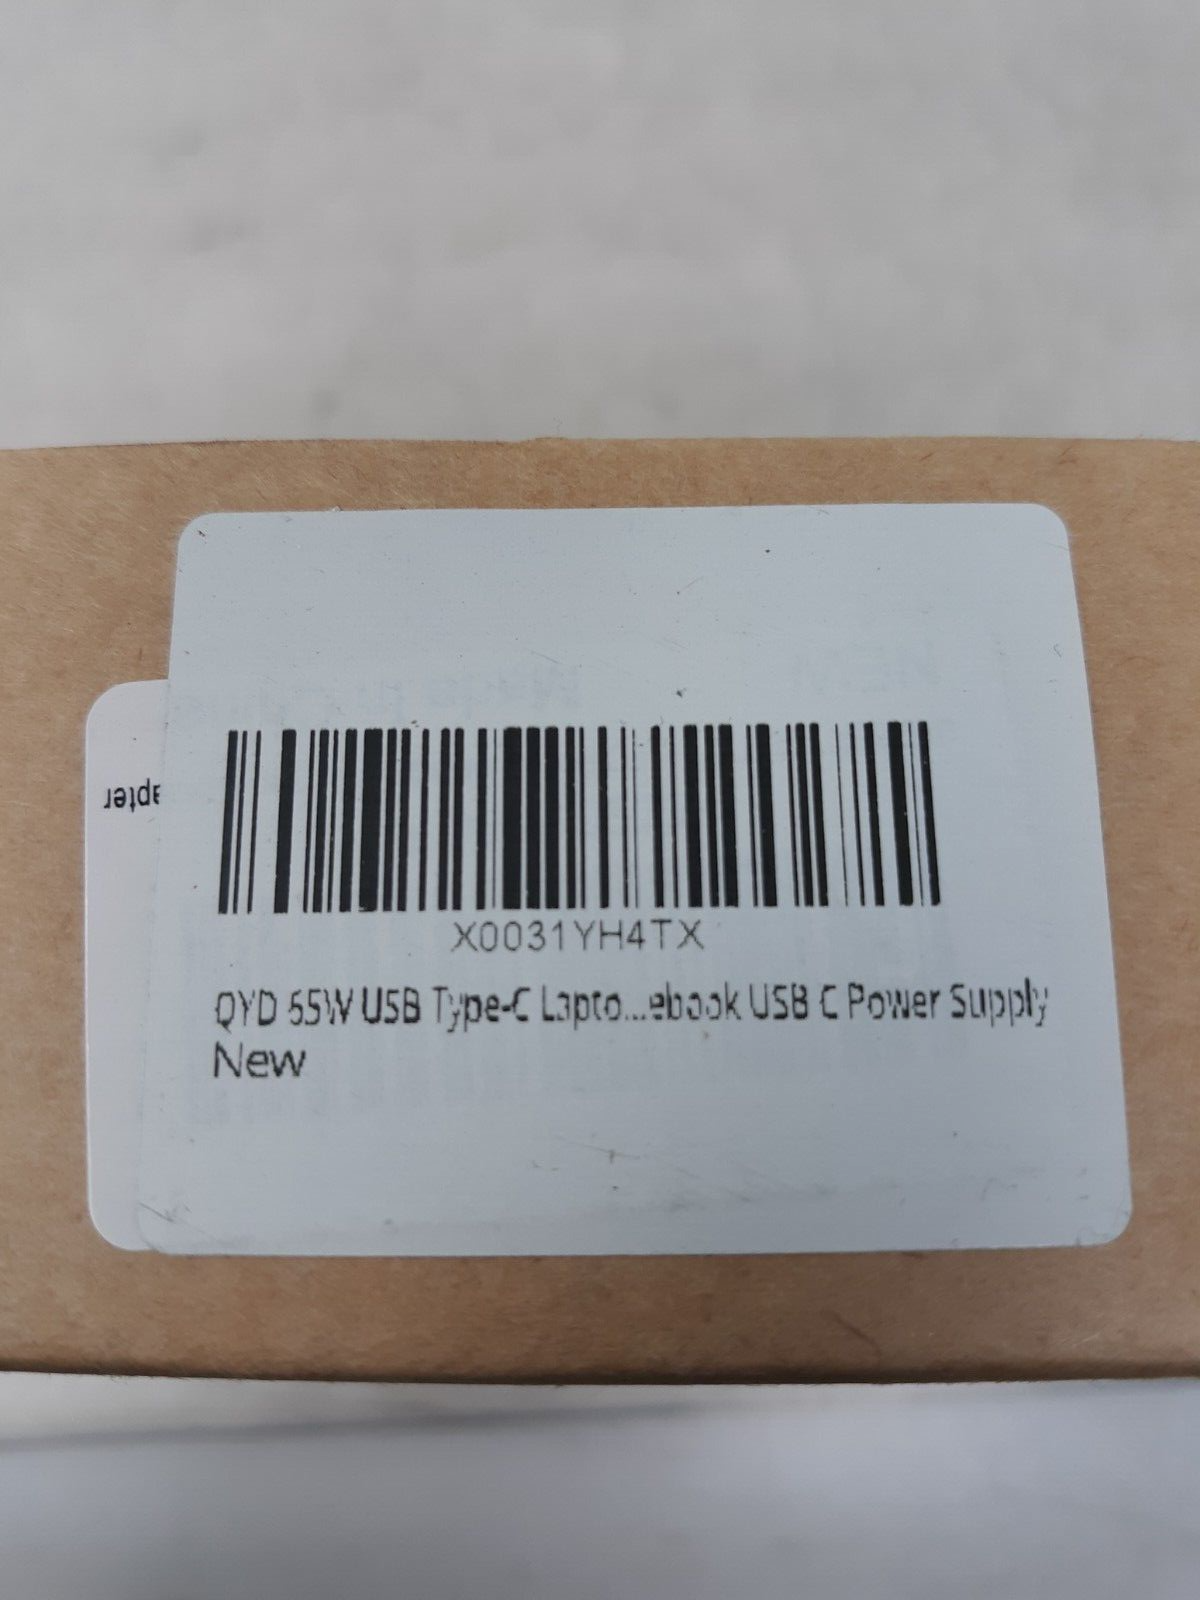 X0031YH4TX
QYD 65W USB Type-C Lapto...ebook USB C Power Supply
New
apter